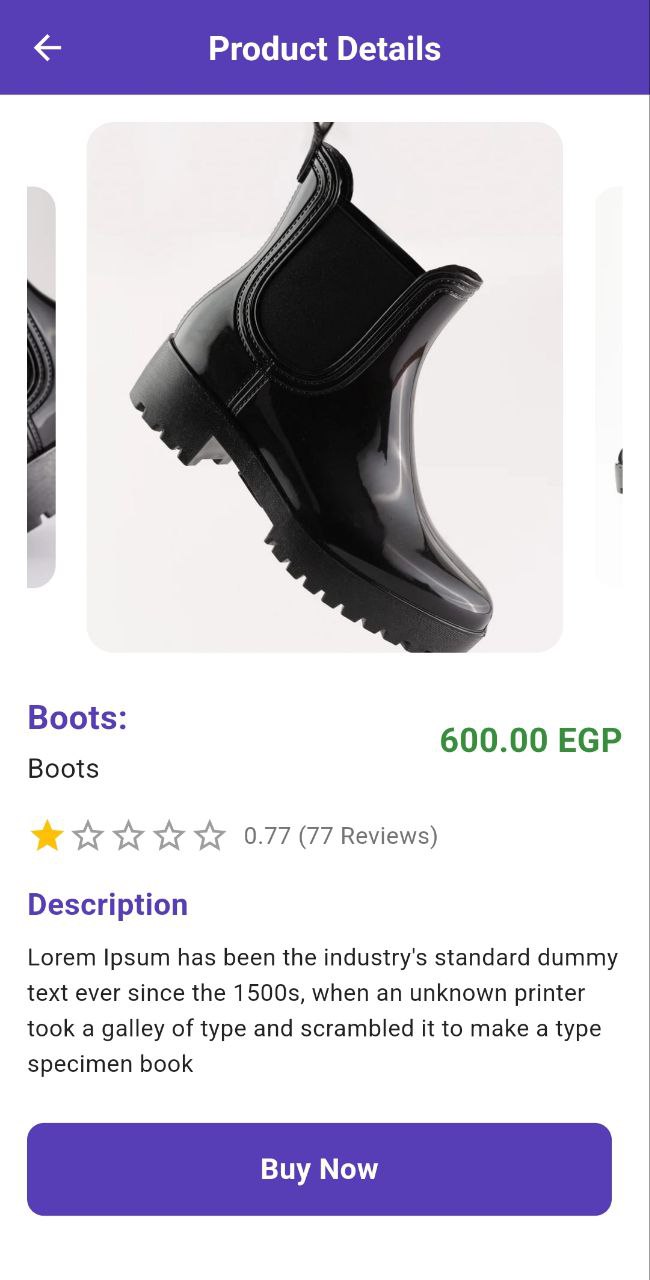 Product Details
Boots:
600.00 EGP
Boots
0.77 (77 Reviews)
Description
Lorem Ipsum has been the industry's standard dummy
text ever since the 1500s, when an unknown printer
took a galley of type and scrambled it to make a type
specimen book
Buy Now